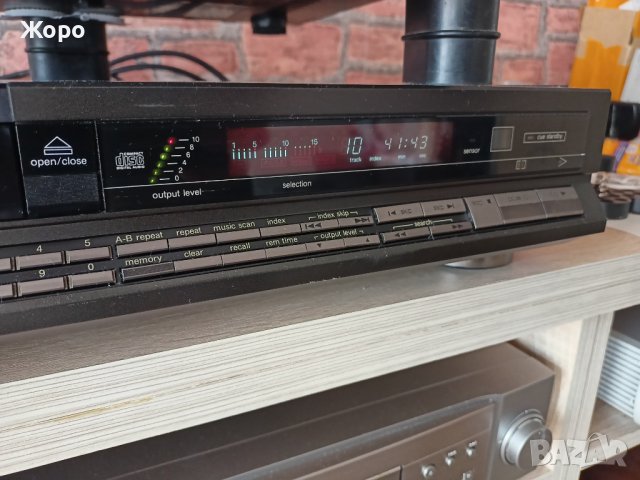 Жоро
open/close
COMPACT
disc
DIGITAL AUDIO
10
8
6
4
2
0
output level
1 5 10 15
10 41:43
track index min sec
selection
sensor
cue standby
4 5
9 0
A-B repeat repeat music scan index index skip
memory clear recall rem time output level
search
BAZAR